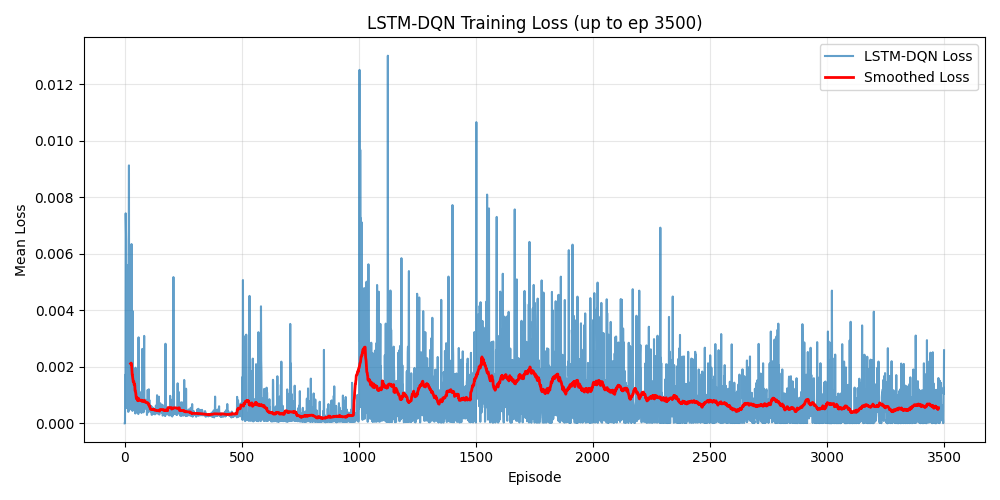 LSTM-DQN Training Loss (up to ep 3500)
LSTM-DQN Loss
Smoothed Loss
Mean Loss
0.012
0.010
0.008
0.006
0.004
0.002
0.000
0 500 1000 1500 2000 2500 3000 3500
Episode